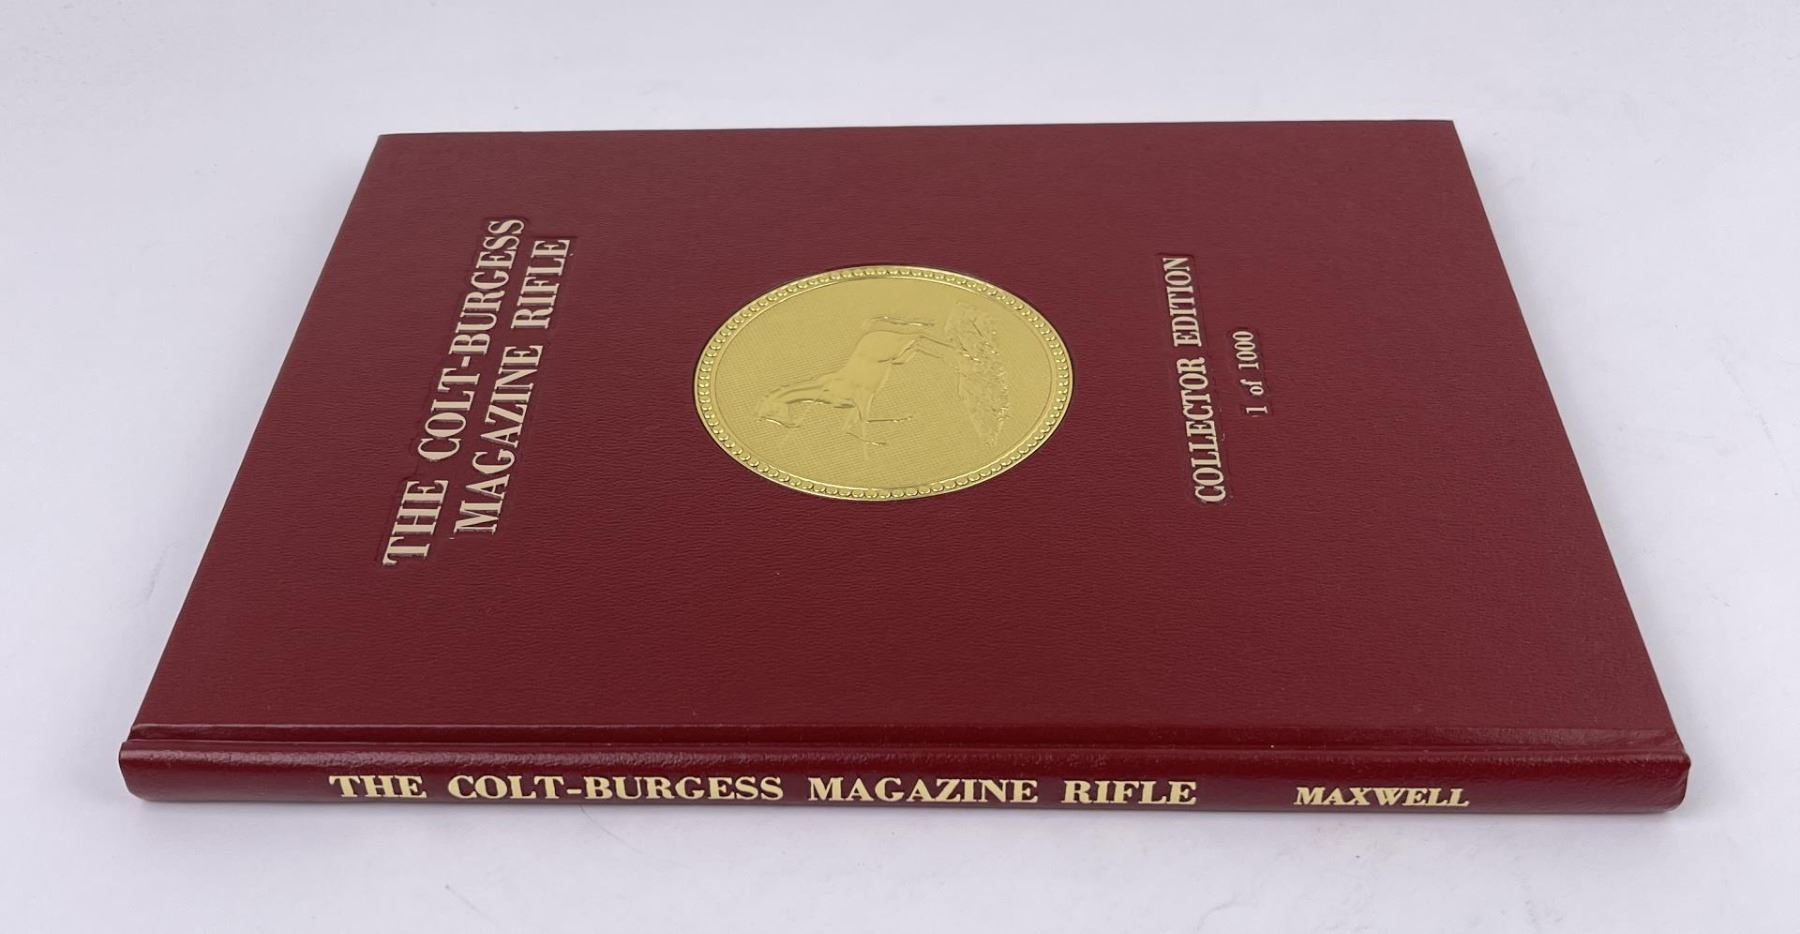 THE COLT-BURGESS
MAGAZINE RIFLE
COLLECTOR EDITION
1 of 1000
THE COLT-BURGESS MAGAZINE RIFLE MAXWELL